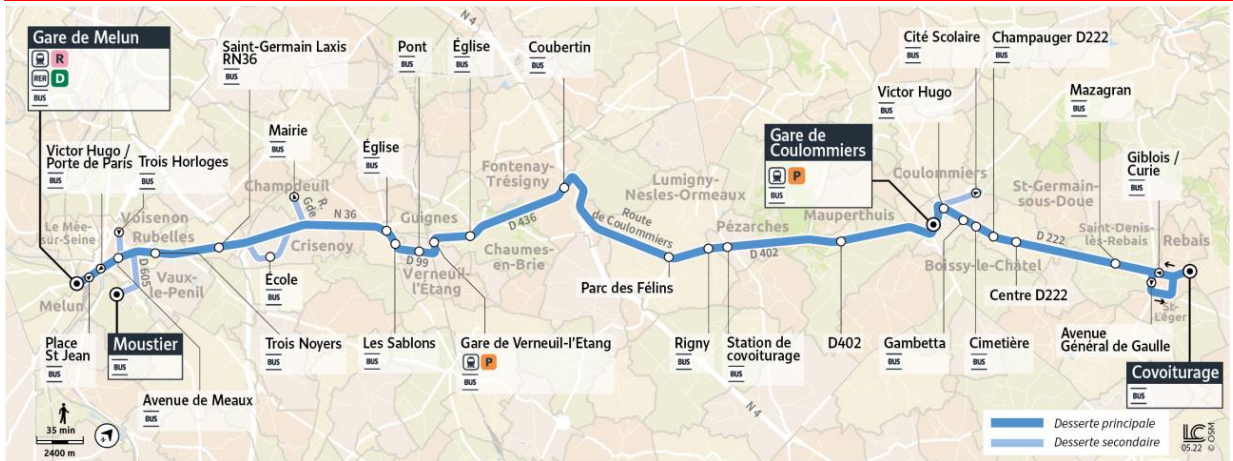 Gare de Melun
R
RER D
BUS
Saint-Germain Laxis
RN36
BUS
Pont
BUS
Église
BUS
Coubertin
BUS
N 4
Cité Scolaire
BUS
Champauger D222
BUS
Victor Hugo
BUS
Mazagran
BUS
Gare de
Coulommiers
P
BUS
Giblois /
Curie
BUS
Victor Hugo /
Porte de Paris
BUS
Trois Horloges
BUS
Mairie
BUS
Église
BUS
Champdeuil
R.
Gde
N 36
Crisenoy
Guignes
Fontenay-
Trésigny
D 436
Chaumes-
en-Brie
D 99
Verneuil-
l'Étang
Route
de Coulommiers
Lumigny-
Nesles-Ormeaux
Pézarches
D 402
Mauperthuis
Coulommiers
Boissy-le-Châtel
St-Germain-
sous-Doue
D 222
Saint-Denis-
lès-Rebais
Rebais
St-
Léger
Le Mée-
sur-Seine
Voisenon
Rubelles
D 605
Vaux-
le-Penil
Melun
Place
St Jean
BUS
Moustier
BUS
Avenue de Meaux
BUS
École
BUS
Trois Noyers
BUS
Les Sablons
BUS
Gare de Verneuil-l'Etang
P
BUS
Parc des Félins
Rigny
BUS
Station de
covoiturage
BUS
D402
Gambetta
BUS
Cimetière
BUS
Centre D222
Avenue
Général de Gaulle
BUS
Covoiturage
BUS
N 4
35 min
2400 m
Desserte principale
Desserte secondaire
LC
05.22
© OSM